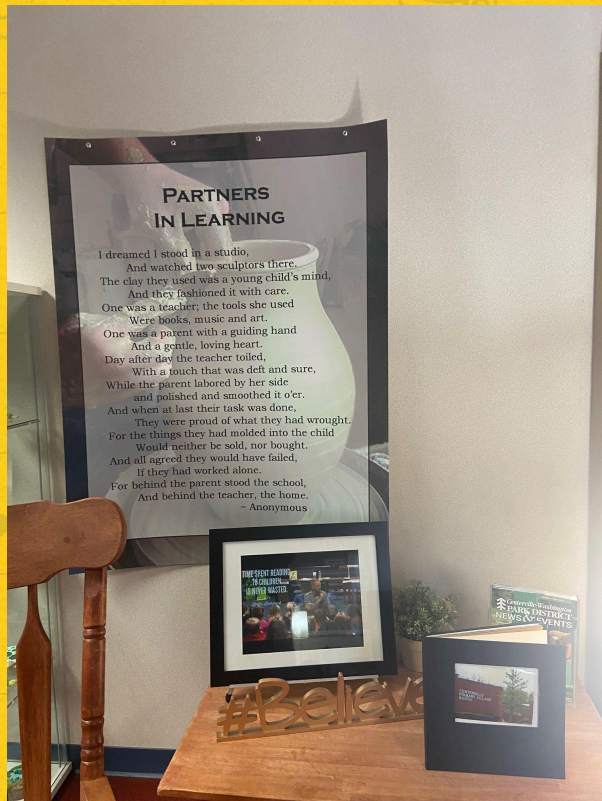 PARTNERS
IN LEARNING
I dreamed I stood in a studio,
And watched two sculptors there.
The clay they used was a young child's mind,
And they fashioned it with care.
One was a teacher; the tools she used
Were books, music and art.
One was a parent with a guiding hand
And a gentle, loving heart.
Day after day the teacher toiled,
With a touch that was deft and sure,
While the parent labored by her side
and polished and smoothed it o'er.
And when at last their task was done,
They were proud of what they had wrought.
For the things they had molded into the child
Would neither be sold, nor bought.
And all agreed they would have failed,
If they had worked alone.
For behind the parent stood the school,
And behind the teacher, the home.
~ Anonymous
TIME SPENT READING
TO CHILDREN
IS NEVER WASTED.
#Believe
Centerville-Washington
PARK DISTRICT
NEWS & EVENTS
CENTERVILLE
PRIMARY VILLAGE
NORTH